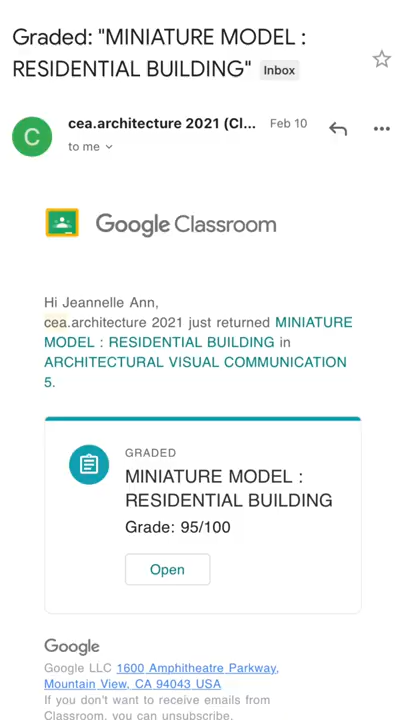 Graded: "MINIATURE MODEL :
RESIDENTIAL BUILDING" Inbox
C
cea.architecture 2021 (Cl... Feb 10
to me
Google Classroom
Hi Jeannelle Ann,
cea.architecture 2021 just returned MINIATURE
MODEL : RESIDENTIAL BUILDING in
ARCHITECTURAL VISUAL COMMUNICATION
5.
GRADED
MINIATURE MODEL :
RESIDENTIAL BUILDING
Grade: 95/100
Open
Google
Google LLC 1600 Amphitheatre Parkway,
Mountain View, CA 94043 USA
If you don't want to receive emails from
Classroom, you can unsubscribe.